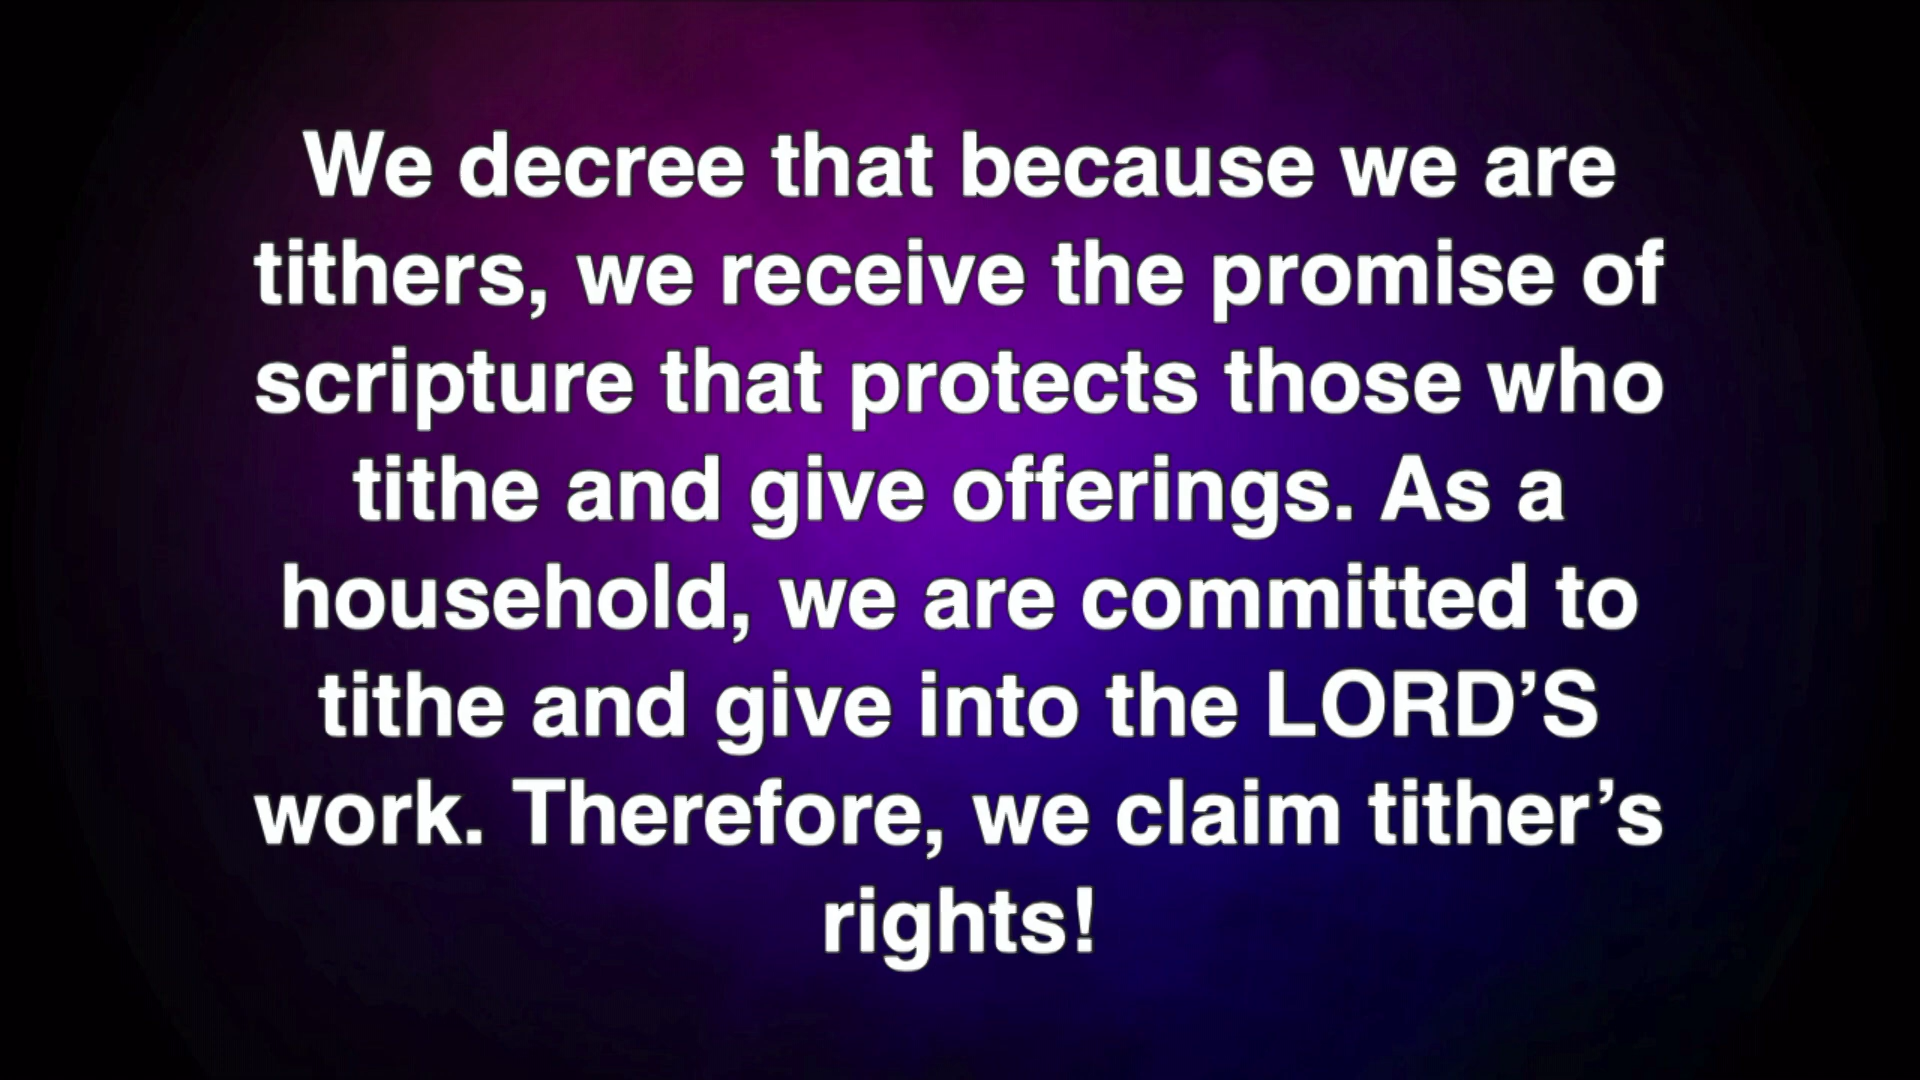 We decree that because we are
tithers, we receive the promise of
scripture that protects those who
tithe and give offerings. As a
household, we are committed to
tithe and give into the LORD’S
work. Therefore, we claim tither’s
rights!